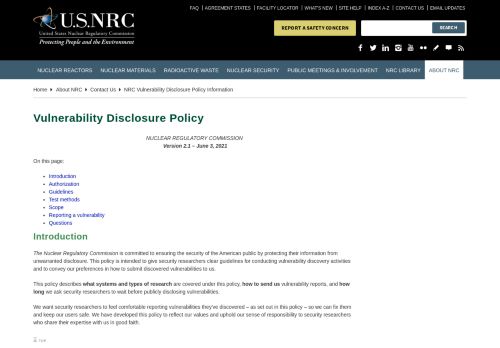 FAQ | AGREEMENT STATES | FACILITY LOCATOR | WHAT'S NEW | SITE HELP | INDEX A-Z | CONTACT US | EMAIL UPDATES
U.S.NRC
United States Nuclear Regulatory Commission
Protecting People and the Environment
REPORT A SAFETY CONCERN
SEARCH
NUCLEAR REACTORS NUCLEAR MATERIALS RADIOACTIVE WASTE NUCLEAR SECURITY PUBLIC MEETINGS & INVOLVEMENT NRC LIBRARY ABOUT NRC
Home > About NRC > Contact Us > NRC Vulnerability Disclosure Policy Information
Vulnerability Disclosure Policy
NUCLEAR REGULATORY COMMISSION
Version 2.1 – June 3, 2021
On this page:
• Introduction
• Authorization
• Guidelines
• Test methods
• Scope
• Reporting a vulnerability
• Questions
Introduction
The Nuclear Regulatory Commission is committed to ensuring the security of the American public by protecting their information from
unwarranted disclosure. This policy is intended to give security researchers clear guidelines for conducting vulnerability discovery activities
and to convey our preferences in how to submit discovered vulnerabilities to us.
This policy describes what systems and types of research are covered under this policy, how to send us vulnerability reports, and how
long we ask security researchers to wait before publicly disclosing vulnerabilities.
We want security researchers to feel comfortable reporting vulnerabilities they've discovered – as set out in this policy – so we can fix them
and keep our users safe. We have developed this policy to reflect our values and uphold our sense of responsibility to security researchers
who share their expertise with us in good faith.
TOP